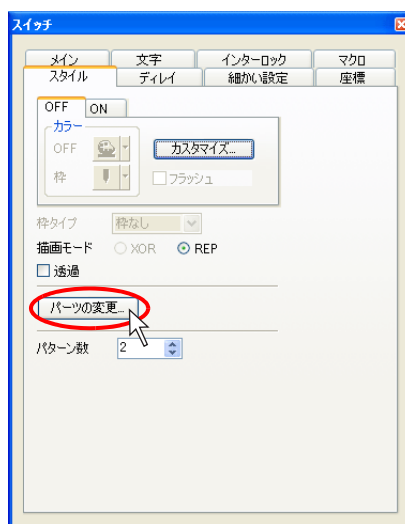 スイッチ
メイン 文字 インターロック マクロ
スタイル ディレイ 細かい設定 座標
OFF ON
カラー
OFF カスタマイズ...
枠 フラッシュ
枠タイプ 枠なし
描画モード XOR REP
透過
パーツの変更...
パターン数 2